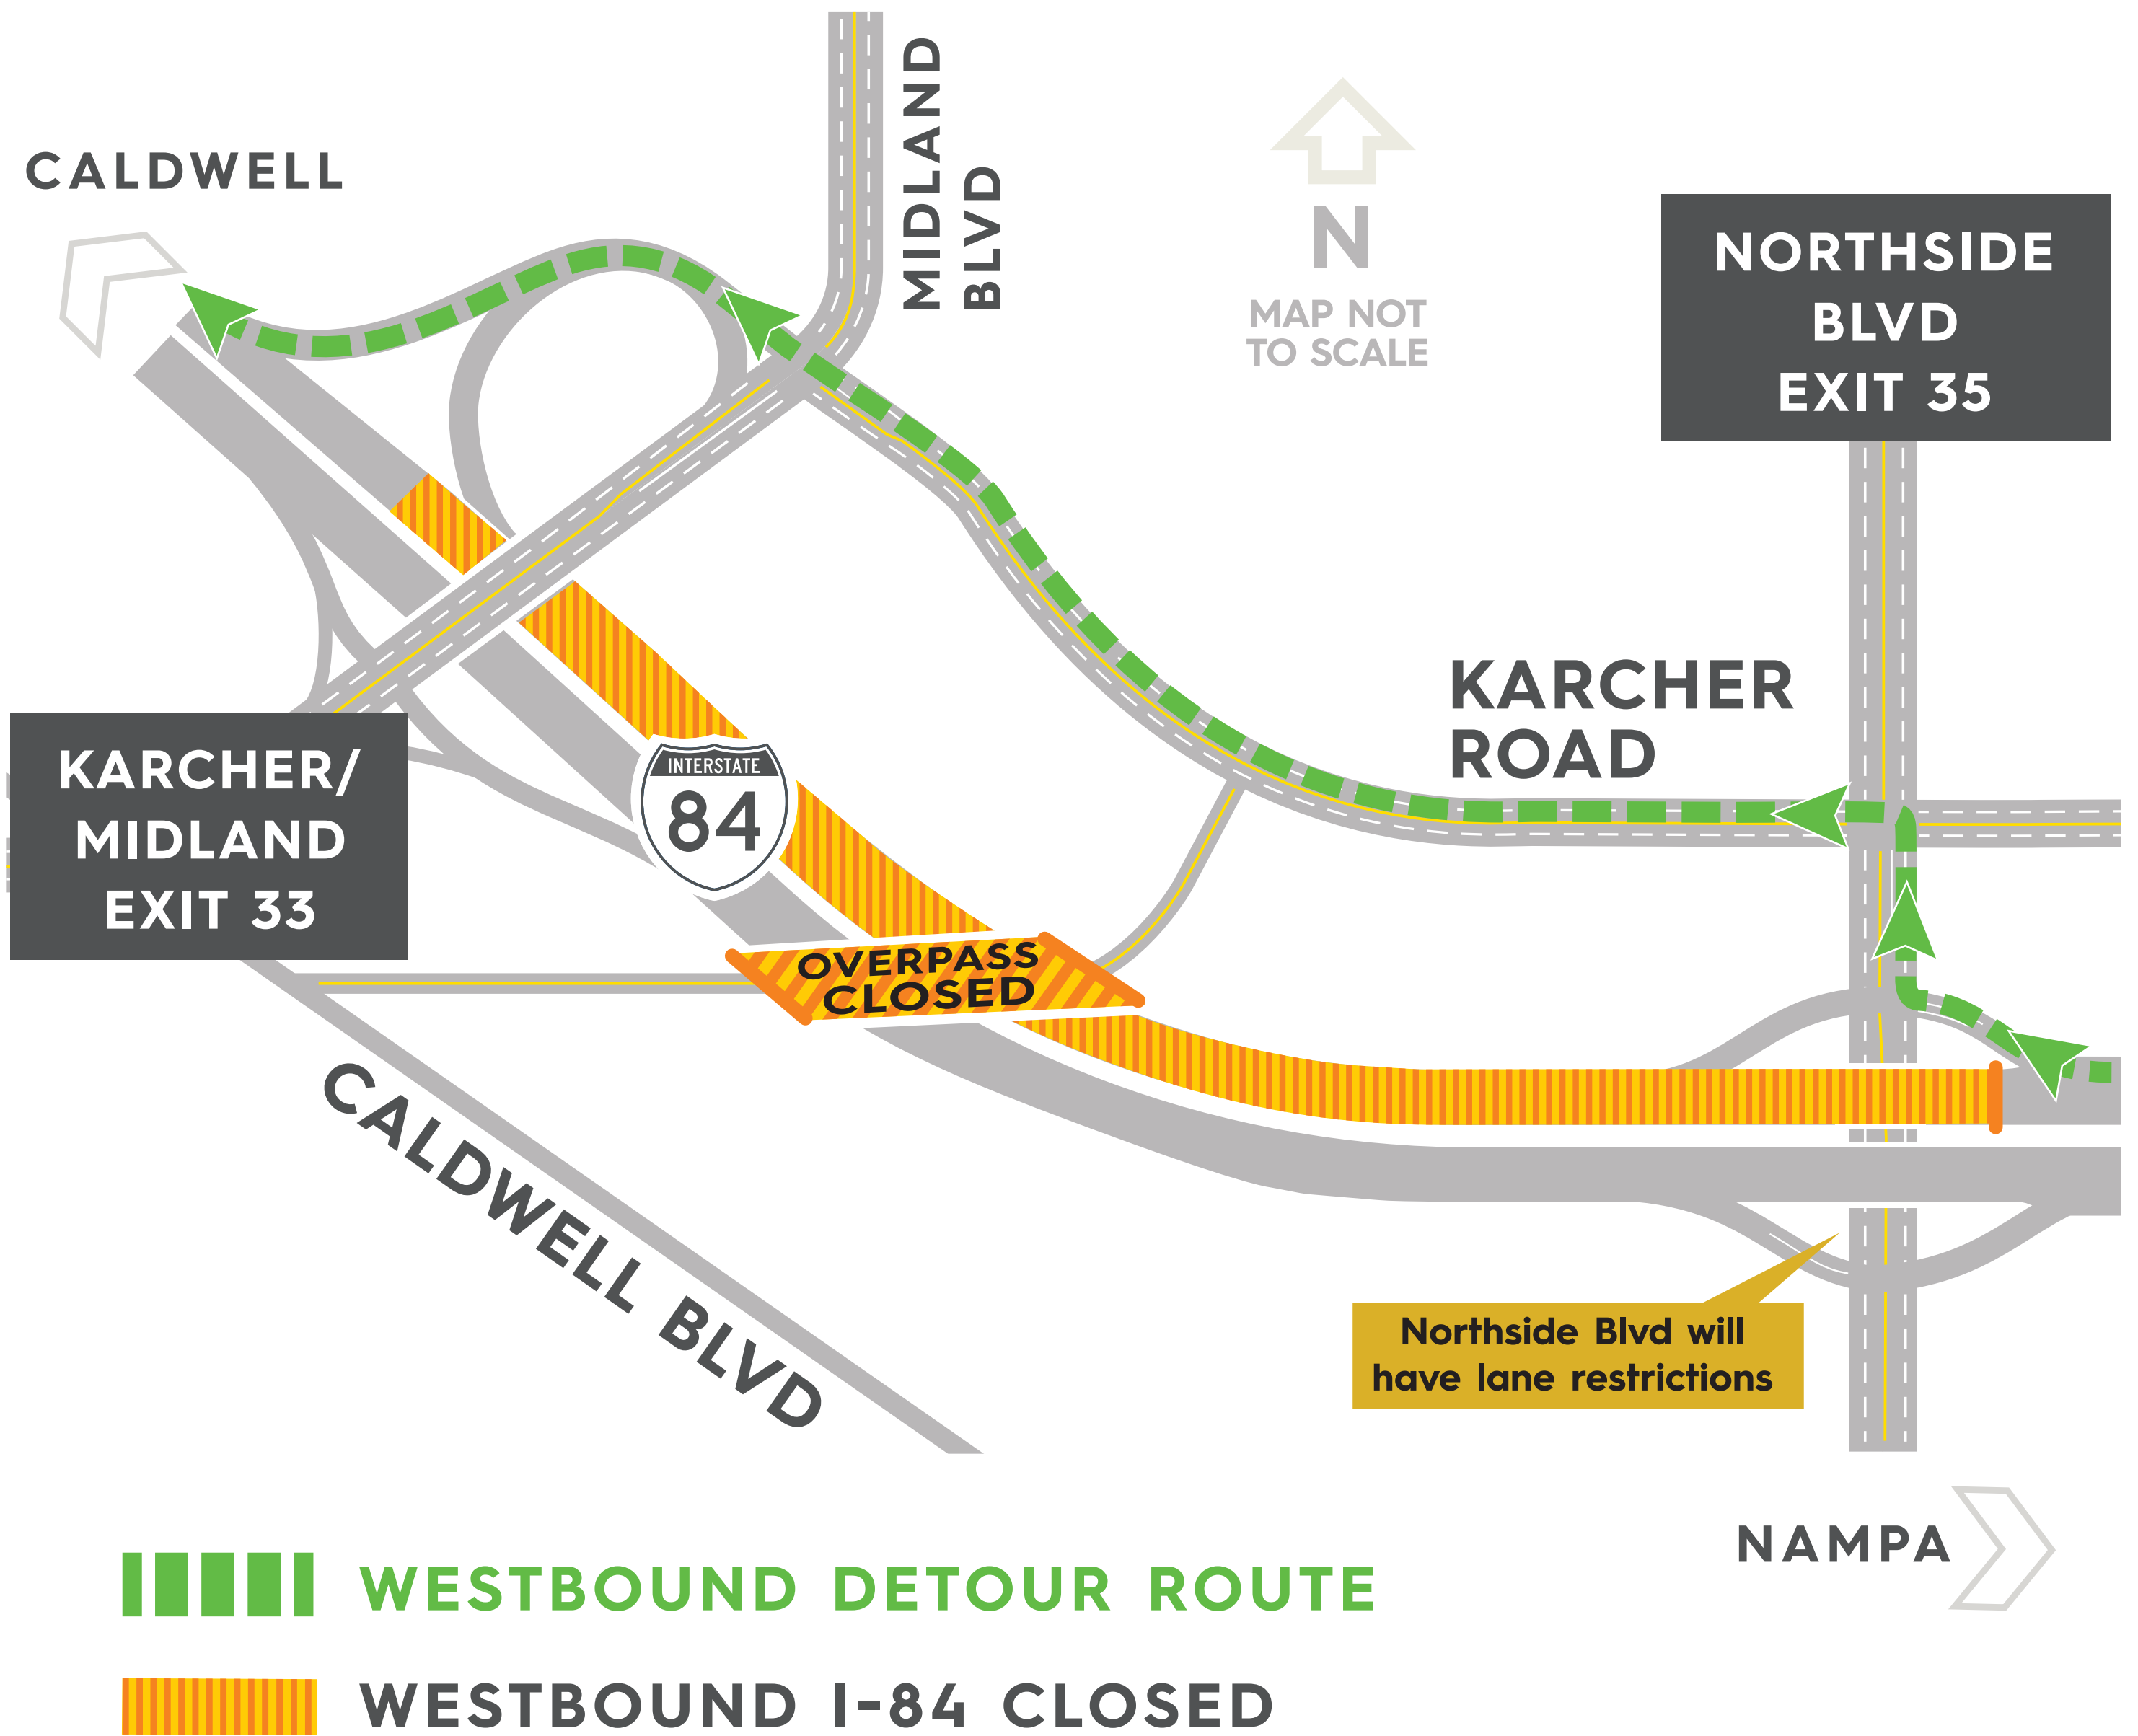 MIDLAND
BLVD
CALDWELL
N
MAP NOT
TO SCALE
NORTHSIDE
BLVD
EXIT 35
KARCHER
ROAD
KARCHER/
MIDLAND
EXIT 33
INTERSTATE
84
OVERPASS
CLOSED
CALDWELL BLVD
Northside Blvd will
have lane restrictions
NAMPA
WESTBOUND DETOUR ROUTE
WESTBOUND I-84 CLOSED